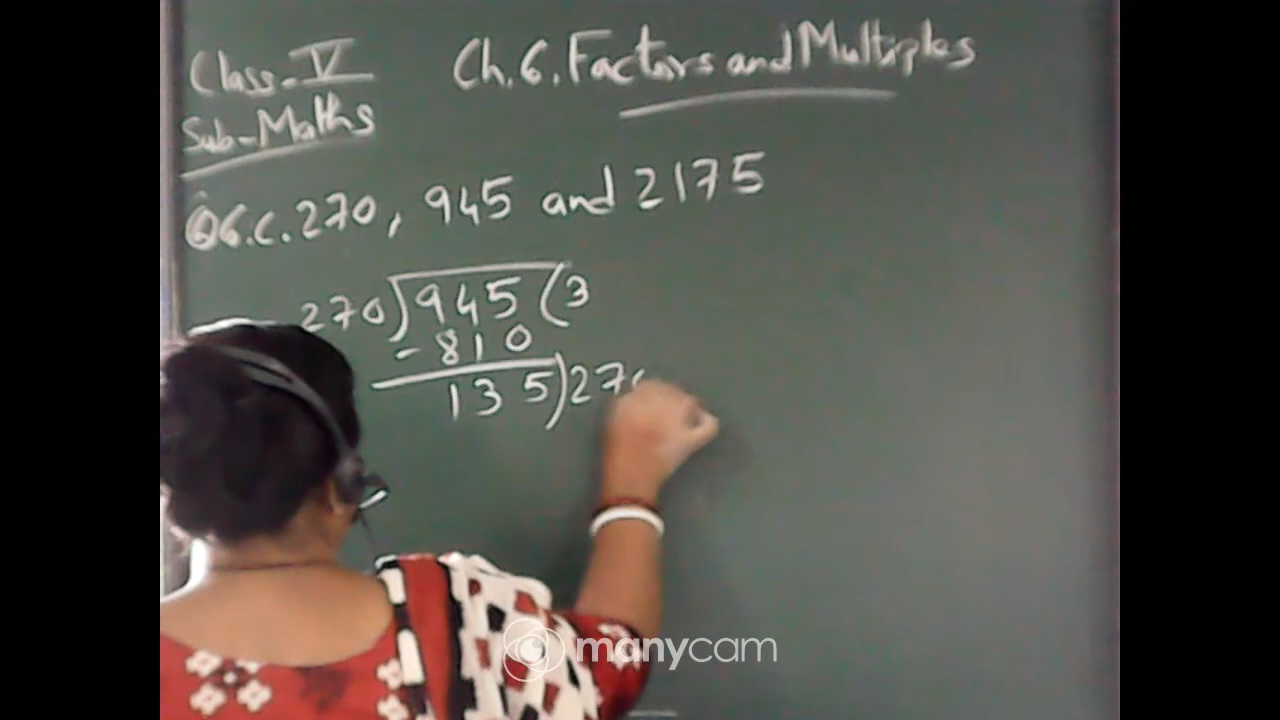 Class-V Ch.6. Factors and Multiples
Sub-Maths
Q6.C. 270, 945 and 2175
270)945(3
-810
135)270
manycam